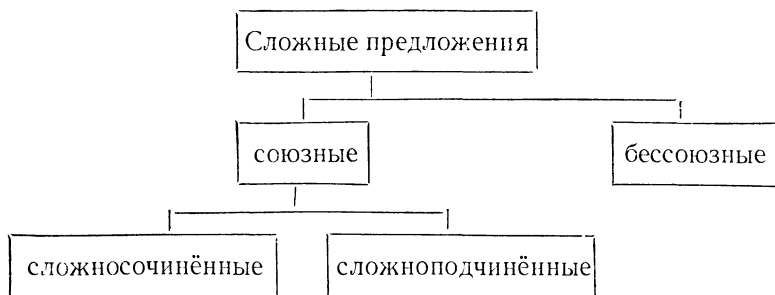 Сложные предложения
союзные
бессоюзные
сложносочинённые
сложноподчинённые